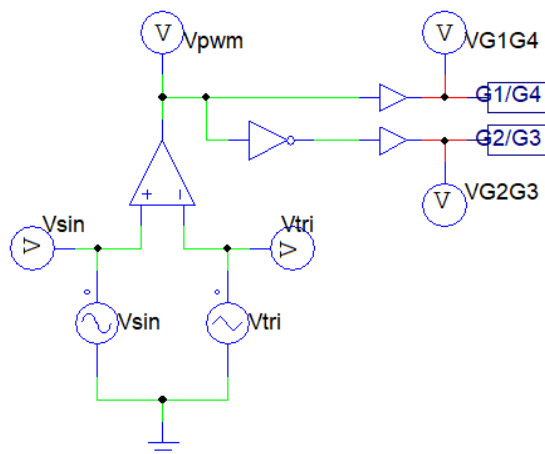 V
Vpwm
V
VG1G4
G1/G4
G2/G3
V
VG2G3
+
-
Vsin
V
Vtri
V
Vsin
Vtri